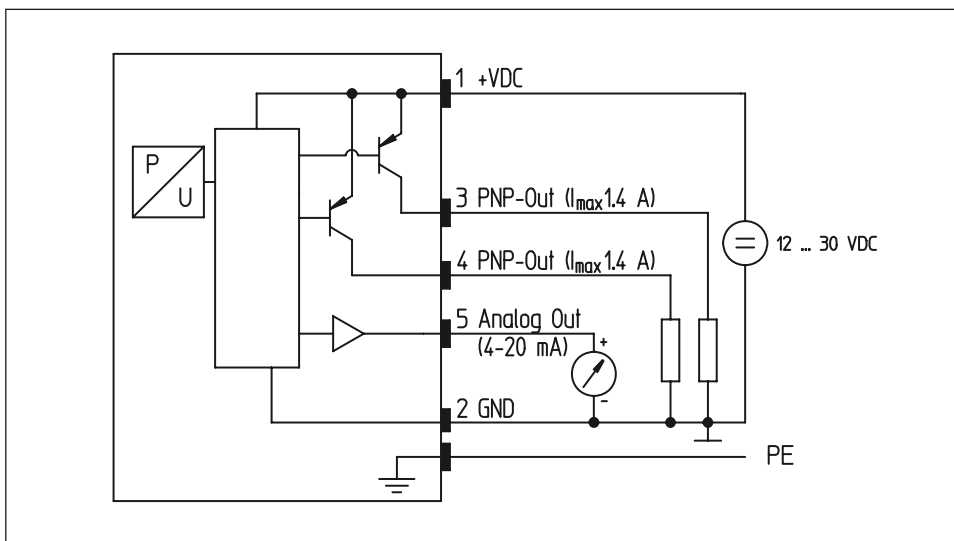 1 +VDC
P
U
3 PNP-Out (Imax1.4 A)
12 ... 30 VDC
4 PNP-Out (Imax1.4 A)
5 Analog Out
(4-20 mA)
+
-
2 GND
PE